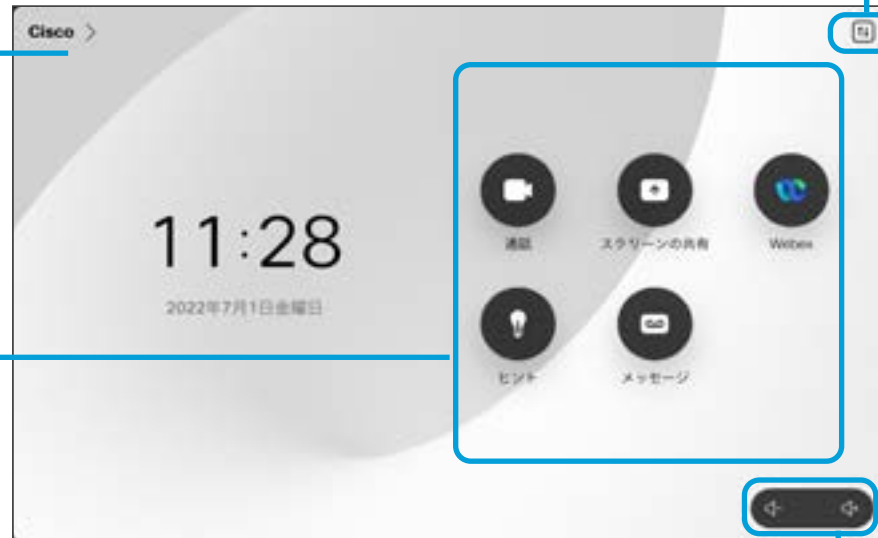 Cisco
11:28
2022年7月1日金曜日
通話
スクリーンの共有
Webex
ヒント
メッセージ